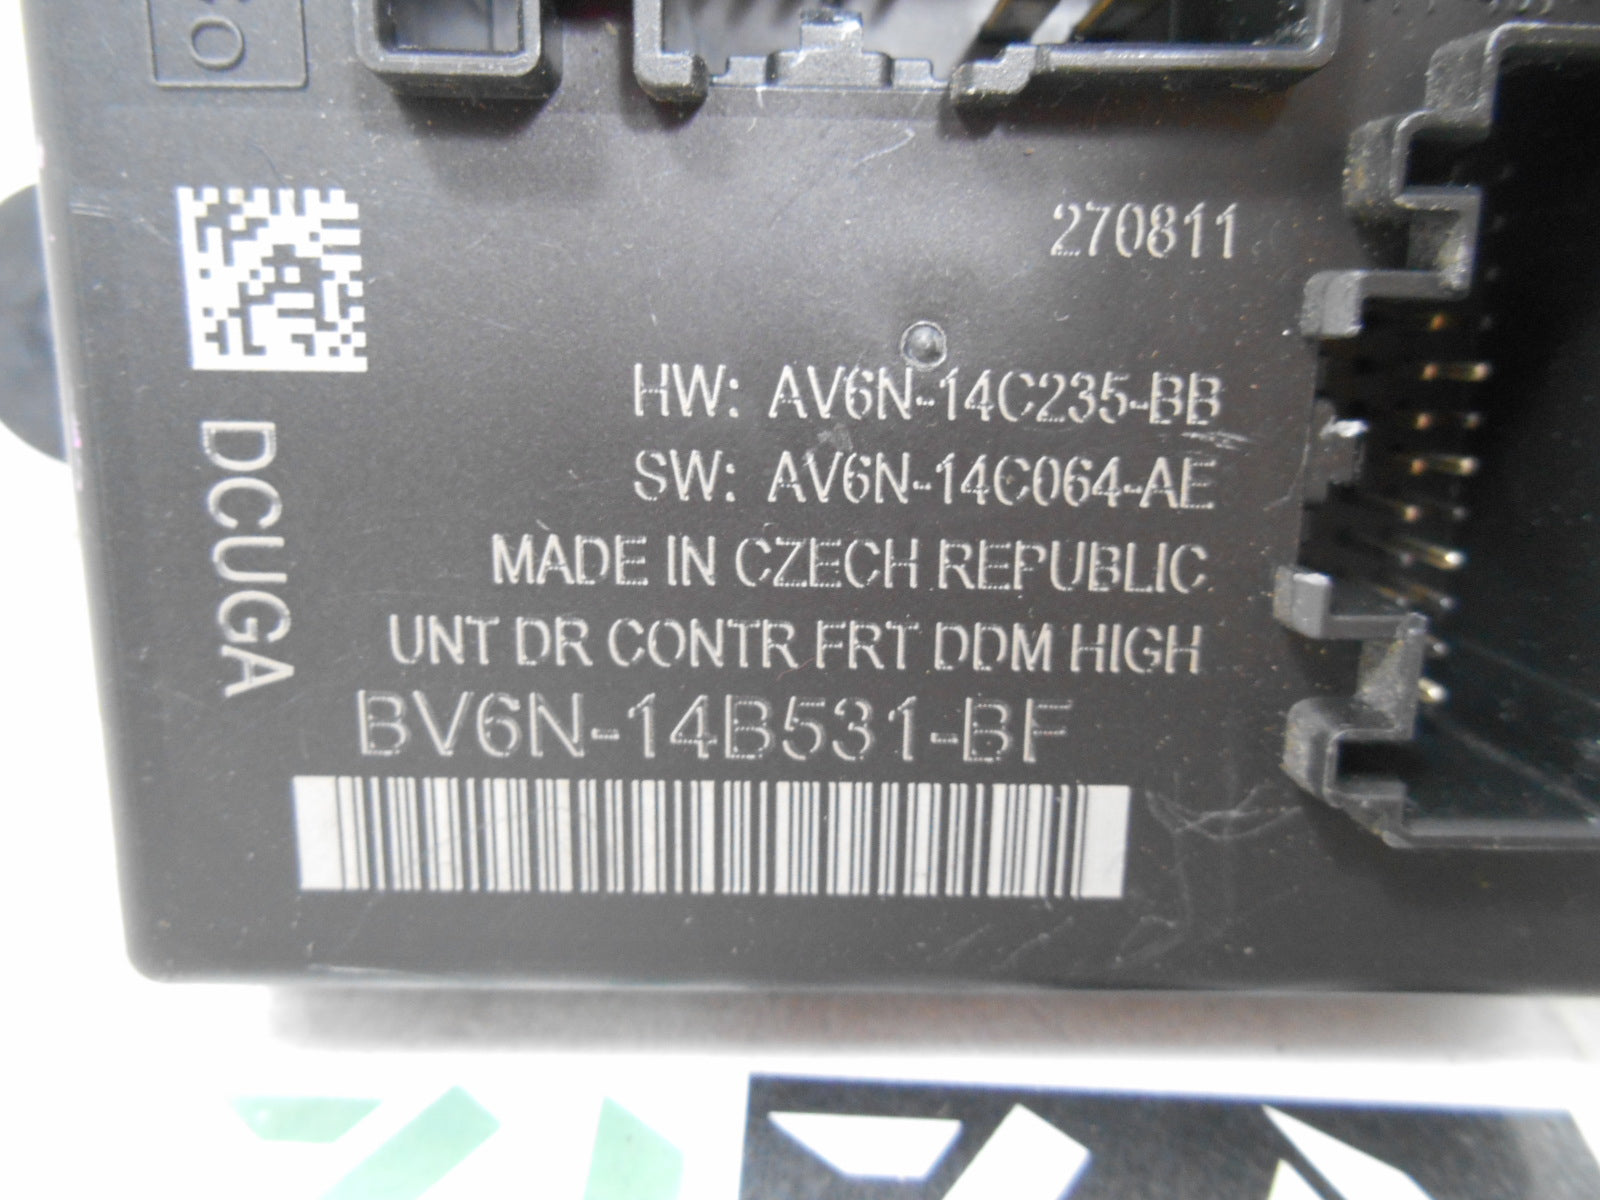 270811
HW: AV6N-14C235-BB
SW: AV6N-14C064-AE
MADE IN CZECH REPUBLIC
UNT DR CONTR FRT DDM HIGH
BV6N-14B531-BF
DCUGA